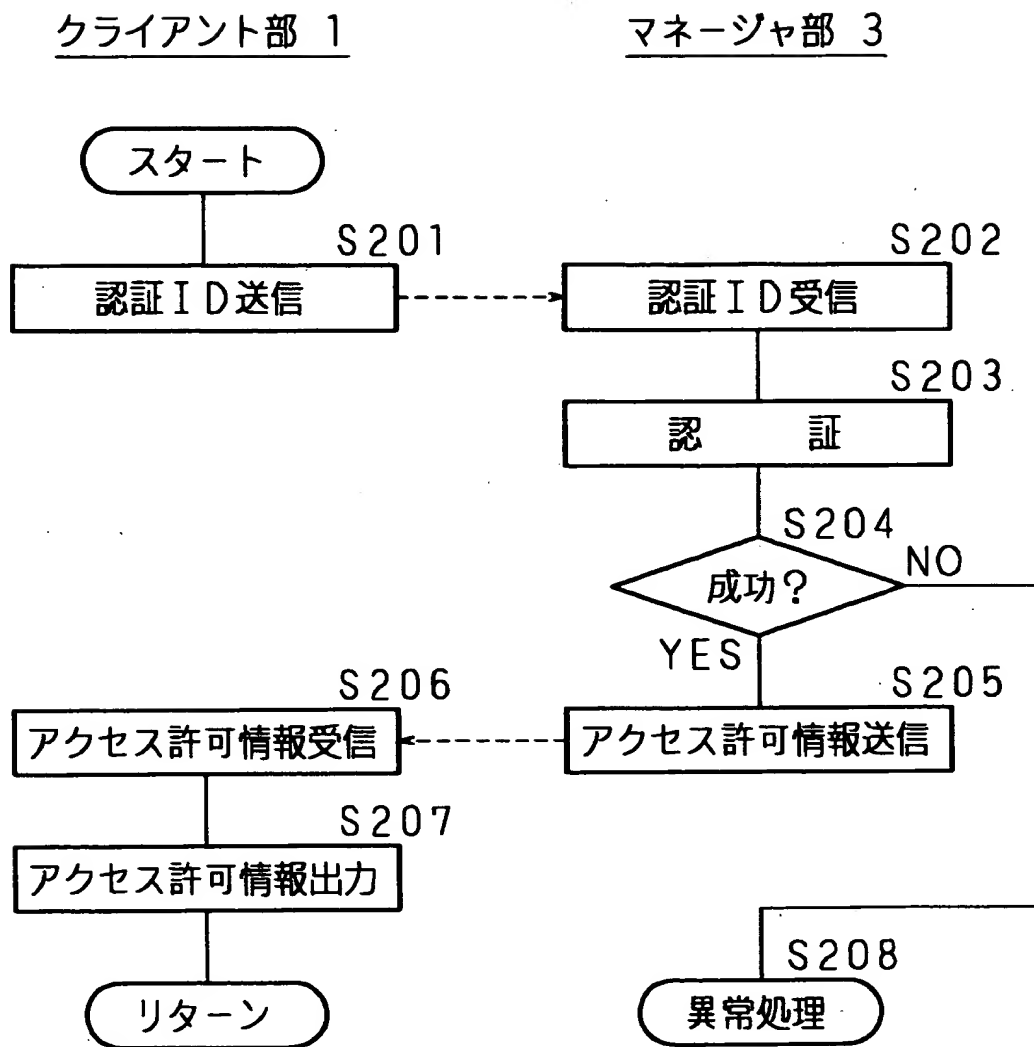 クライアント部 1
マネージャ部 3
スタート
S201
認証ID送信
S202
認証ID受信
S203
認 証
S204
成功?
NO
YES
S205
アクセス許可情報送信
S206
アクセス許可情報受信
S207
アクセス許可情報出力
リターン
S208
異常処理